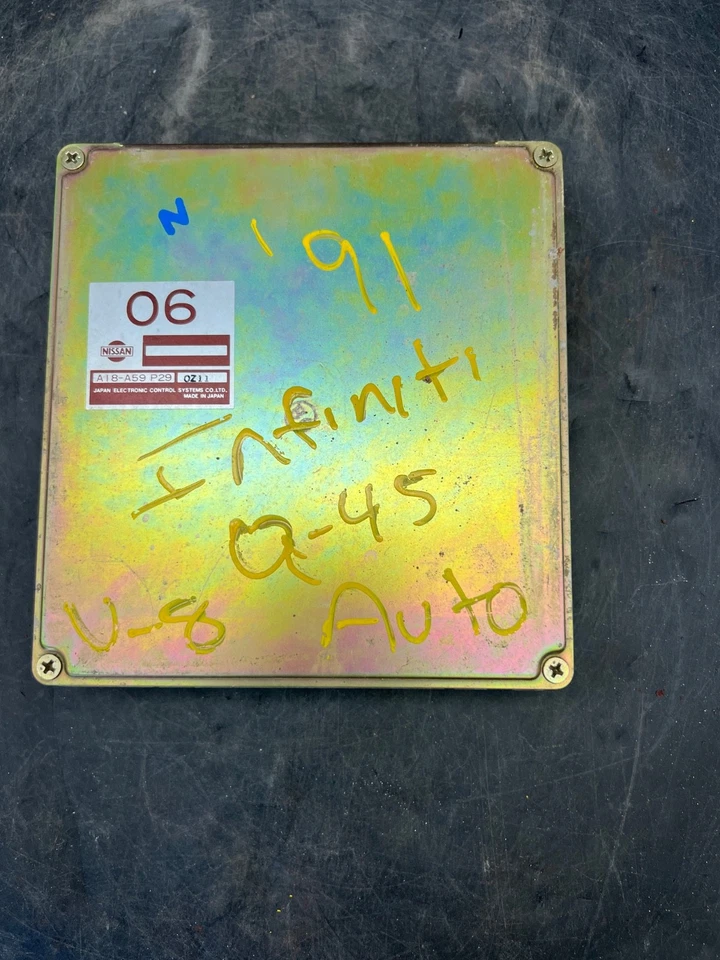 N
'91
06
NISSAN
A18-A59 P29 0Z11
JAPAN ELECTRONIC CONTROL SYSTEMS CO.LTD.
MADE IN JAPAN
Infiniti
Q-45
V-8 Auto